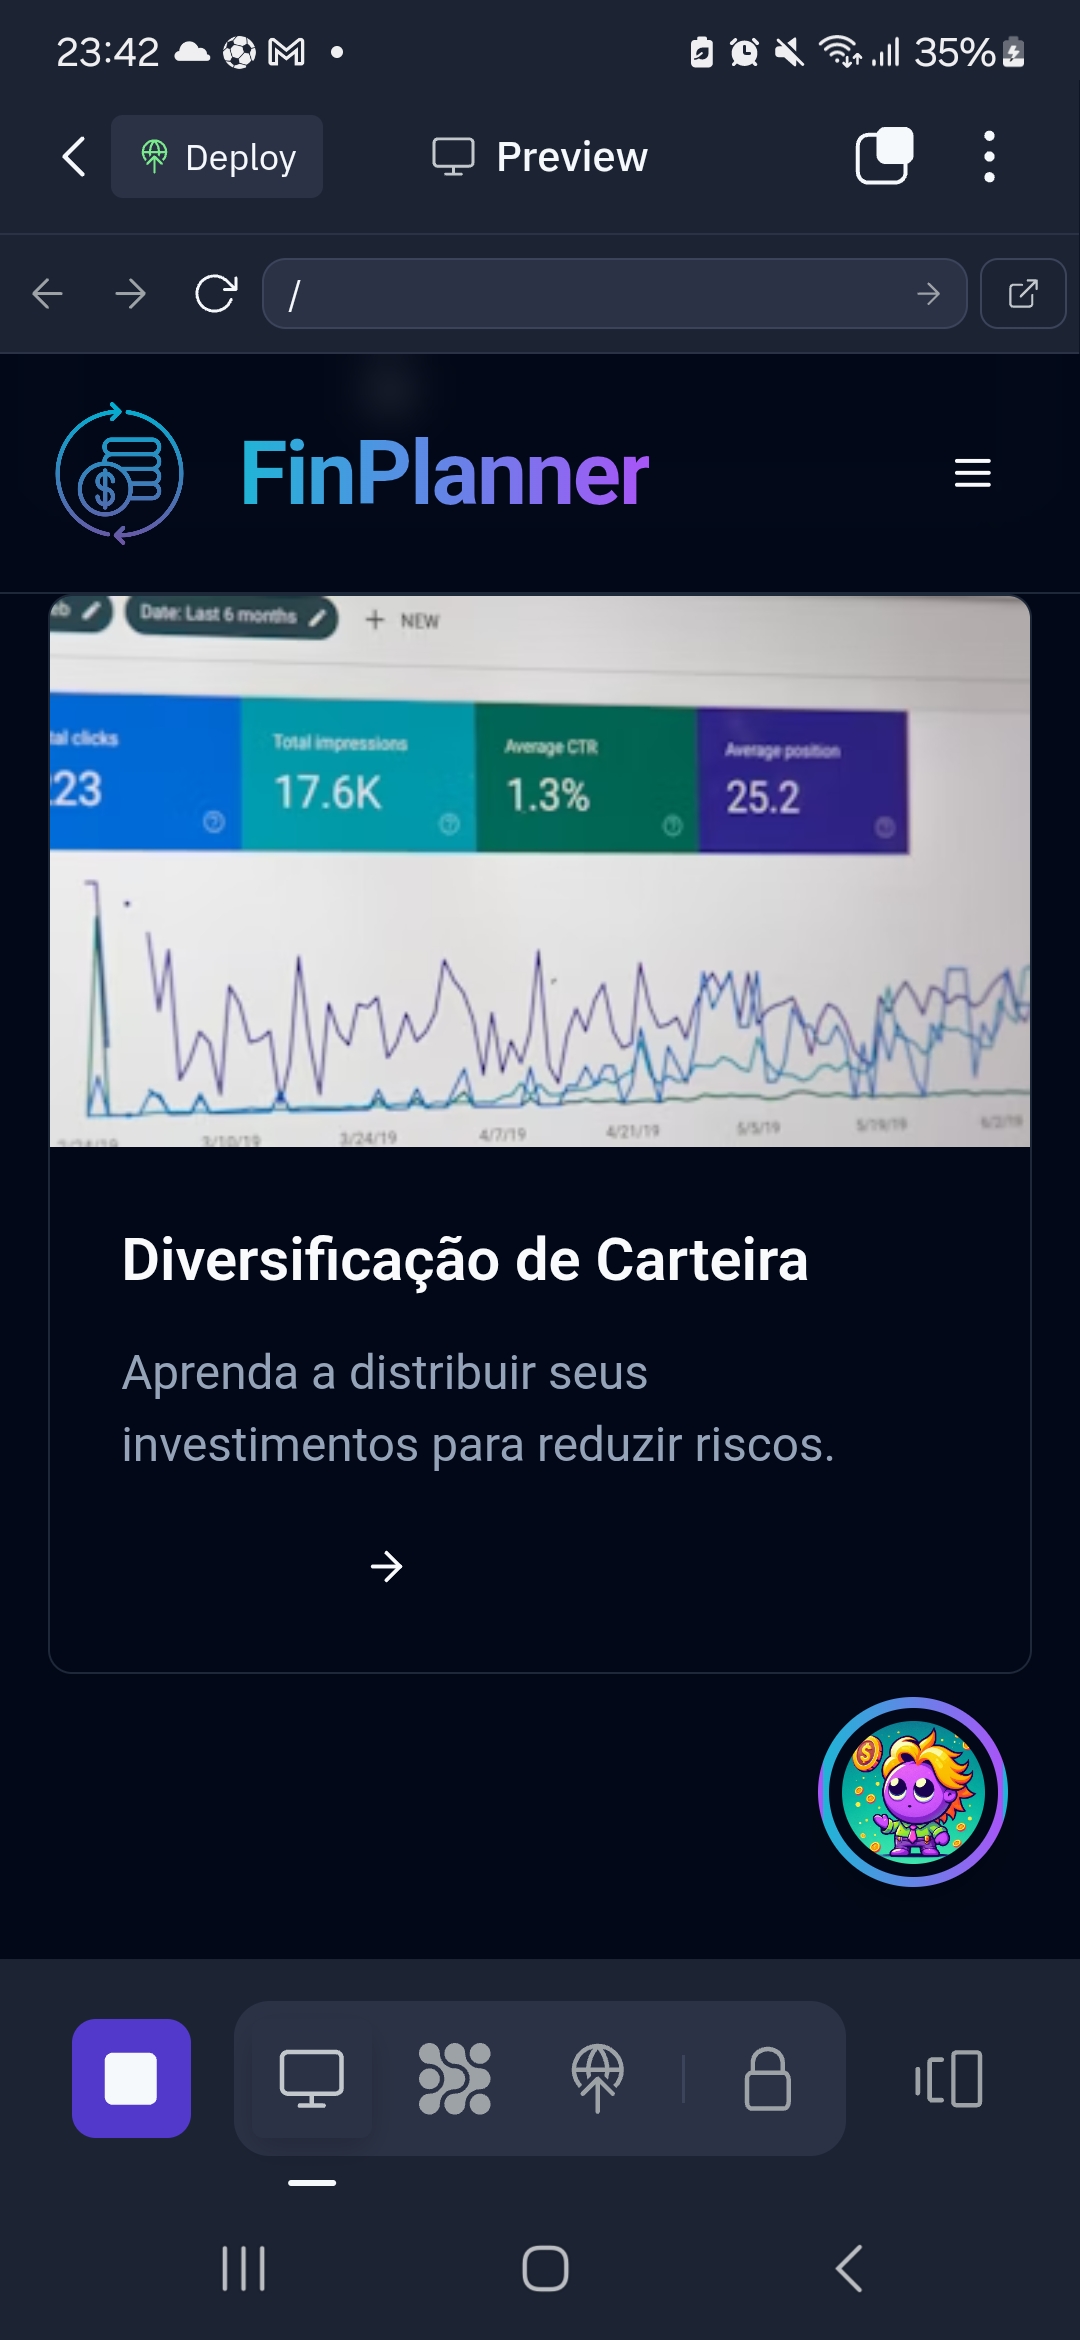 23:42
35%
Deploy
Preview
/
FinPlanner
eb
Date: Last 6 months
+ NEW
al clicks
Total impressions
Average CTR
Average position
23
17.6K
1.3%
25.2
3/10/19
3/24/19
4/7/19
4/21/19
5/5/19
5/19/19
6/2/19
Diversificação de Carteira
Aprenda a distribuir seus
investimentos para reduzir riscos.